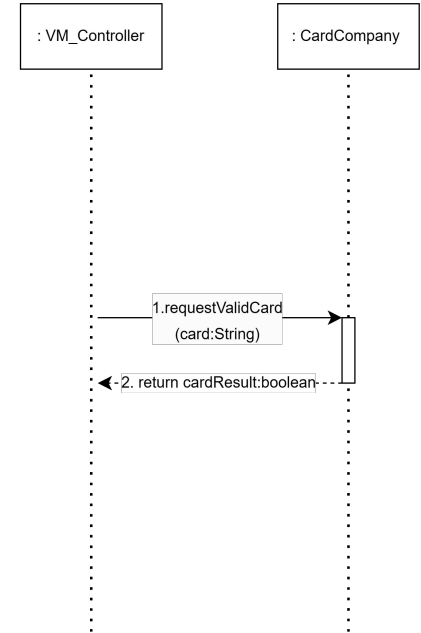 : VM_Controller
: CardCompany
1.requestValidCard
(card:String)
2. return cardResult:boolean